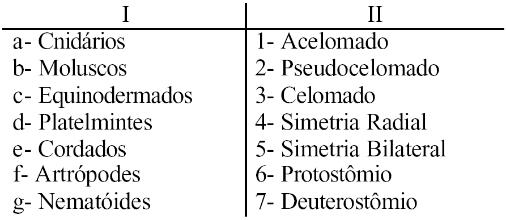 I II
a- Cnidários 1- Acelomado
b- Moluscos 2- Pseudocelomado
c- Equinodermados 3- Celomado
d- Platelmintes 4- Simetria Radial
e- Cordados 5- Simetria Bilateral
f- Artrópodes 6- Protostômio
g- Nematóides 7- Deuterostômio